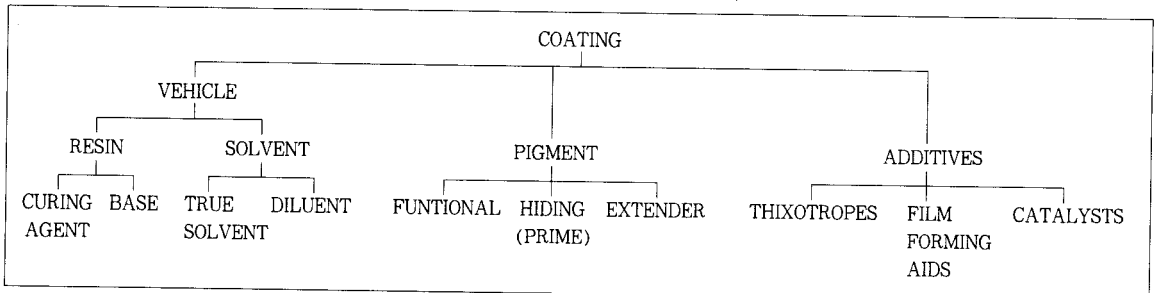 COATING
VEHICLE
RESIN SOLVENT PIGMENT ADDITIVES
CURING BASE TRUE DILUENT FUNTIONAL HIDING EXTENDER THIXOTROPES FILM CATALYSTS
AGENT SOLVENT (PRIME) FORMING
AIDS